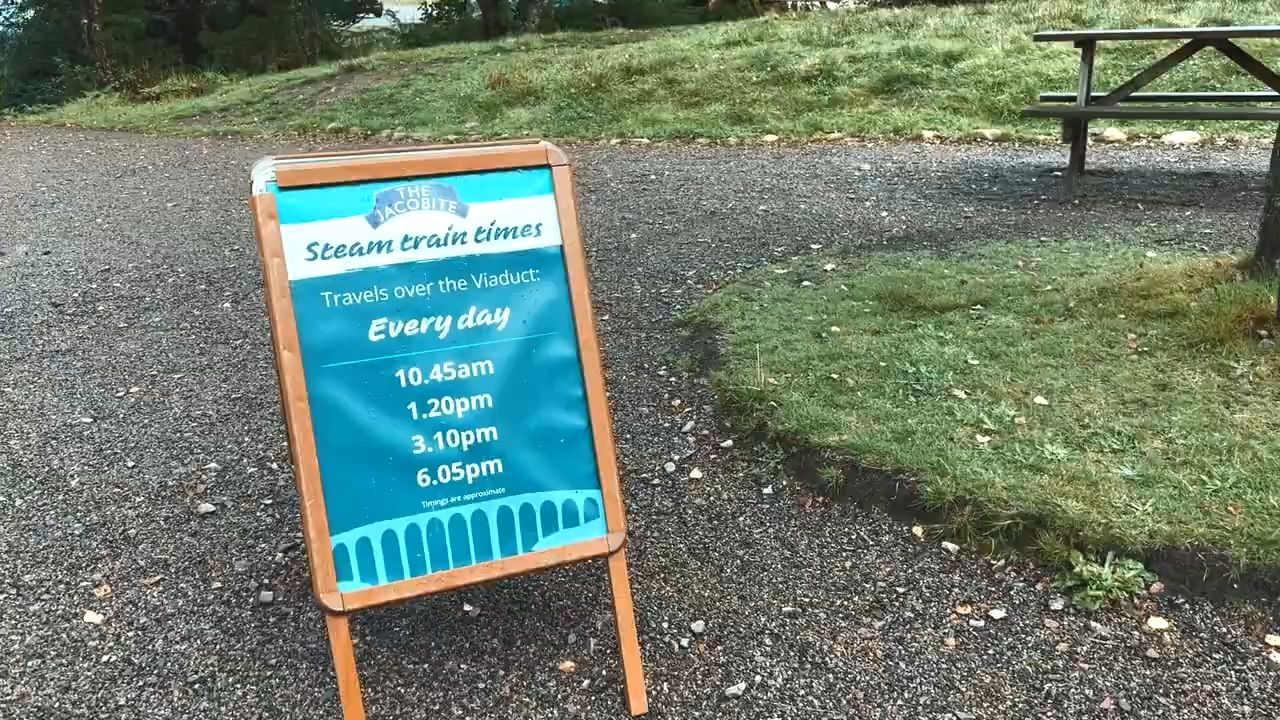 THE
JACOBITE
Steam train times
Travels over the Viaduct:
Every day
10.45am
1.20pm
3.10pm
6.05pm
Timings are approximate